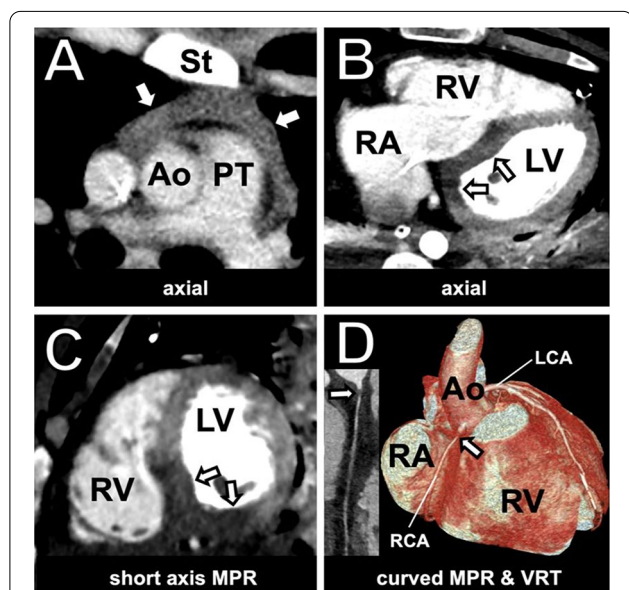 A
St
Ao
PT
axial
B
RV
RA
LV
axial
C
LV
RV
short axis MPR
D
LCA
Ao
RA
RV
RCA
curved MPR & VRT